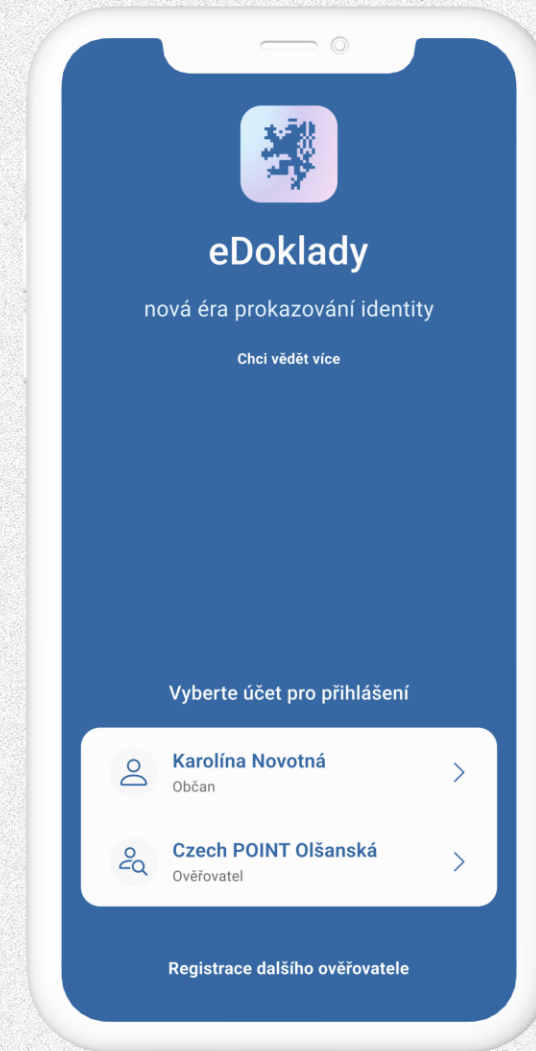 eDoklady
nová éra prokazování identity
Chci vědět více
Vyberte účet pro přihlášení
Karolína Novotná
Občan
Czech POINT Olšanská
Ověřovatel
Registrace dalšího ověřovatele